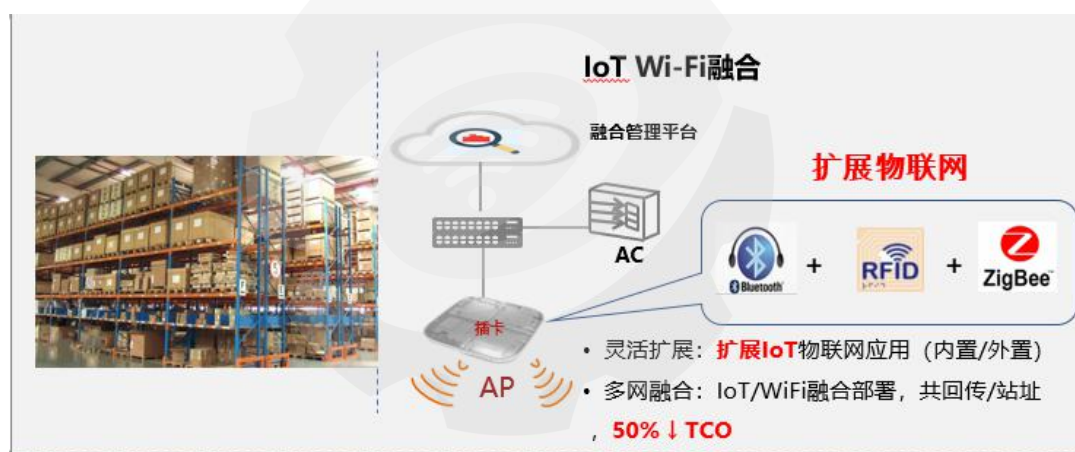 IoT Wi-Fi融合
融合管理平台
扩展物联网
AC
Bluetooth
+
RFID
+
ZigBee
插卡
AP
• 灵活扩展：扩展IoT物联网应用（内置/外置）
• 多网融合：IoT/WiFi融合部署，共回传/站址
，50%↓TCO